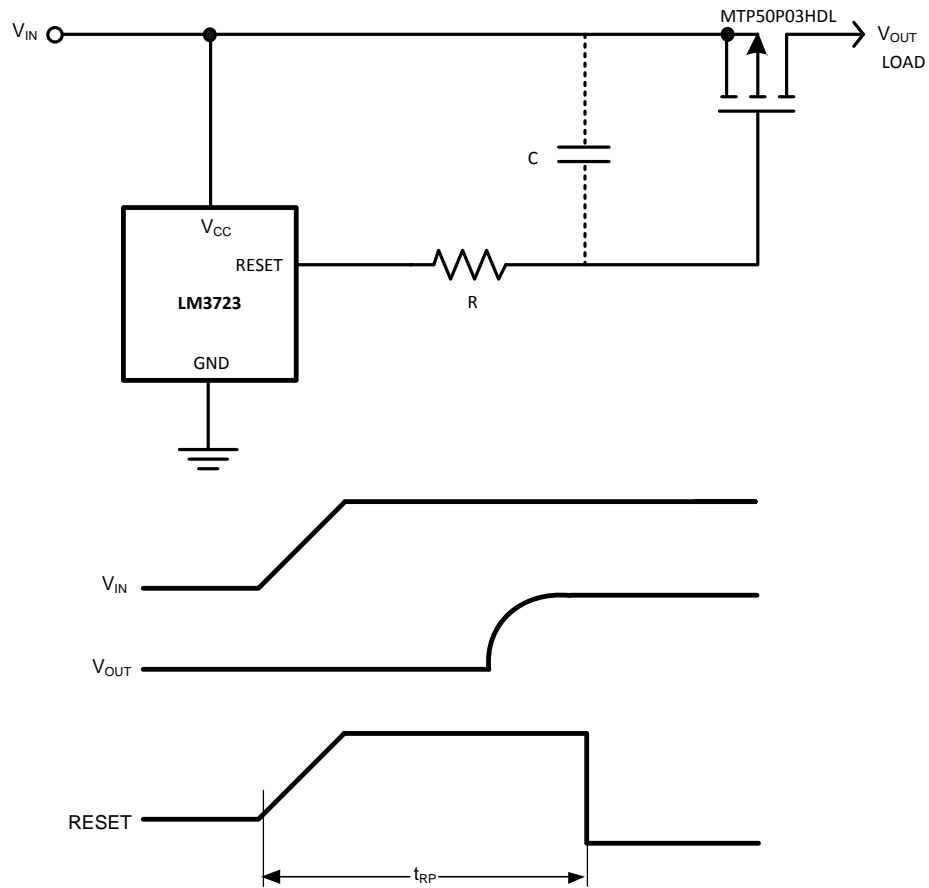 MTP50P03HDL
VIN
VOUT
LOAD
C
VCC
RESET
LM3723
R
GND
VIN
VOUT
RESET
tRP